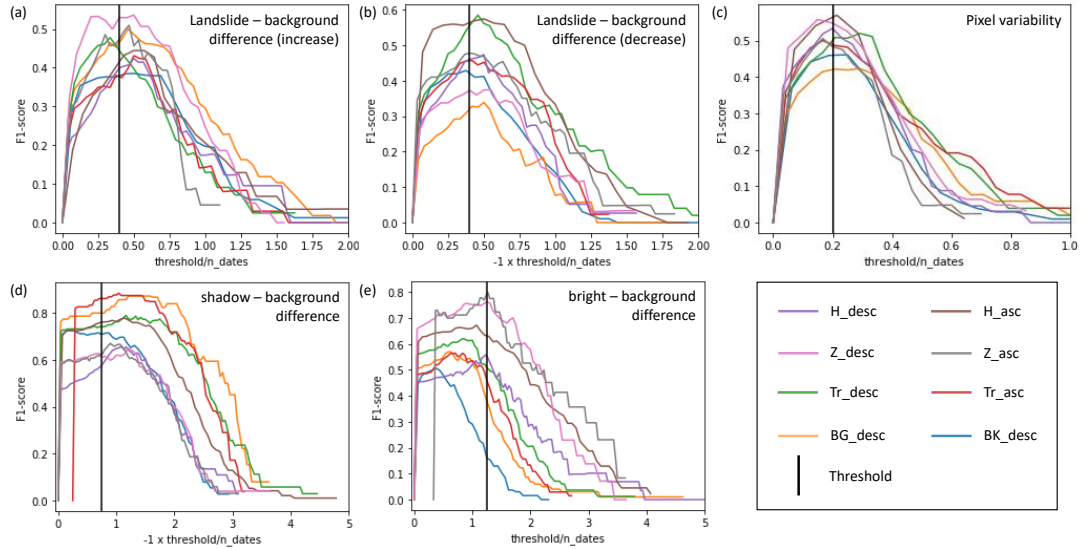 (a)
Landslide – background
difference (increase)
F1-score
0.5
0.4
0.3
0.2
0.1
0.0
0.00 0.25 0.50 0.75 1.00 1.25 1.50 1.75 2.00
threshold/n_dates
(b)
Landslide – background
difference (decrease)
F1-score
0.6
0.5
0.4
0.3
0.2
0.1
0.0
0.00 0.25 0.50 0.75 1.00 1.25 1.50 1.75 2.00
-1 x threshold/n_dates
(c)
Pixel variability
F1-score
0.5
0.4
0.3
0.2
0.1
0.0
0.0 0.2 0.4 0.6 0.8 1.0
threshold/n_dates
(d)
shadow – background
difference
F1-score
0.8
0.6
0.4
0.2
0.0
0 1 2 3 4 5
-1 x threshold/n_dates
(e)
bright – background
difference
F1-score
0.8
0.7
0.6
0.5
0.4
0.3
0.2
0.1
0.0
0 1 2 3 4 5
threshold/n_dates
H_desc H_asc
Z_desc Z_asc
Tr_desc Tr_asc
BG_desc BK_desc
Threshold